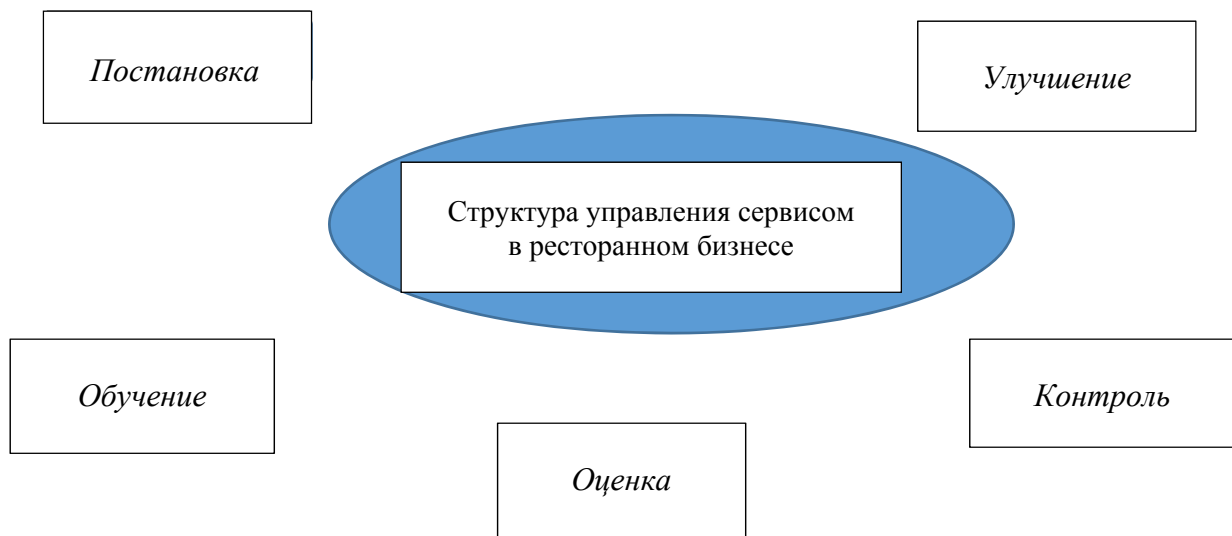 Постановка
Улучшение
Структура управления сервисом
в ресторанном бизнесе
Обучение
Контроль
Оценка